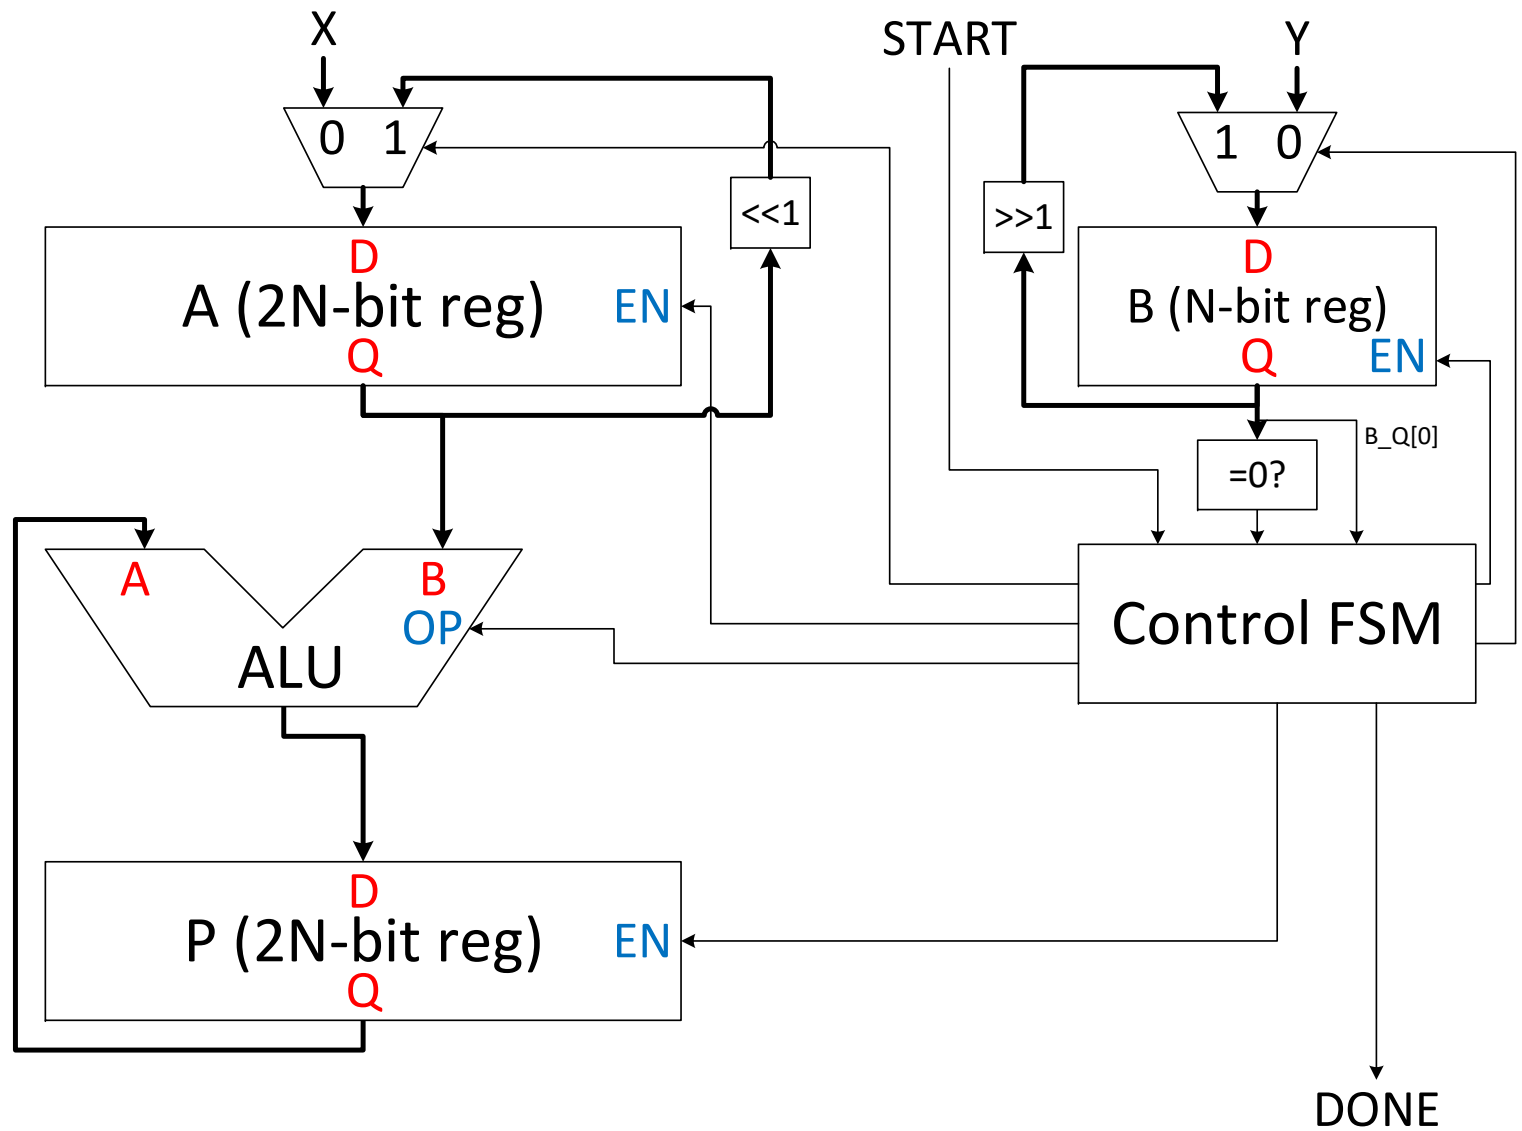 X
START
Y
0 1
1 0
<<1
>>1
D
A (2N-bit reg)
EN
Q
D
B (N-bit reg)
Q
EN
B_Q[0]
=0?
A
B
OP
ALU
Control FSM
D
P (2N-bit reg)
EN
Q
DONE